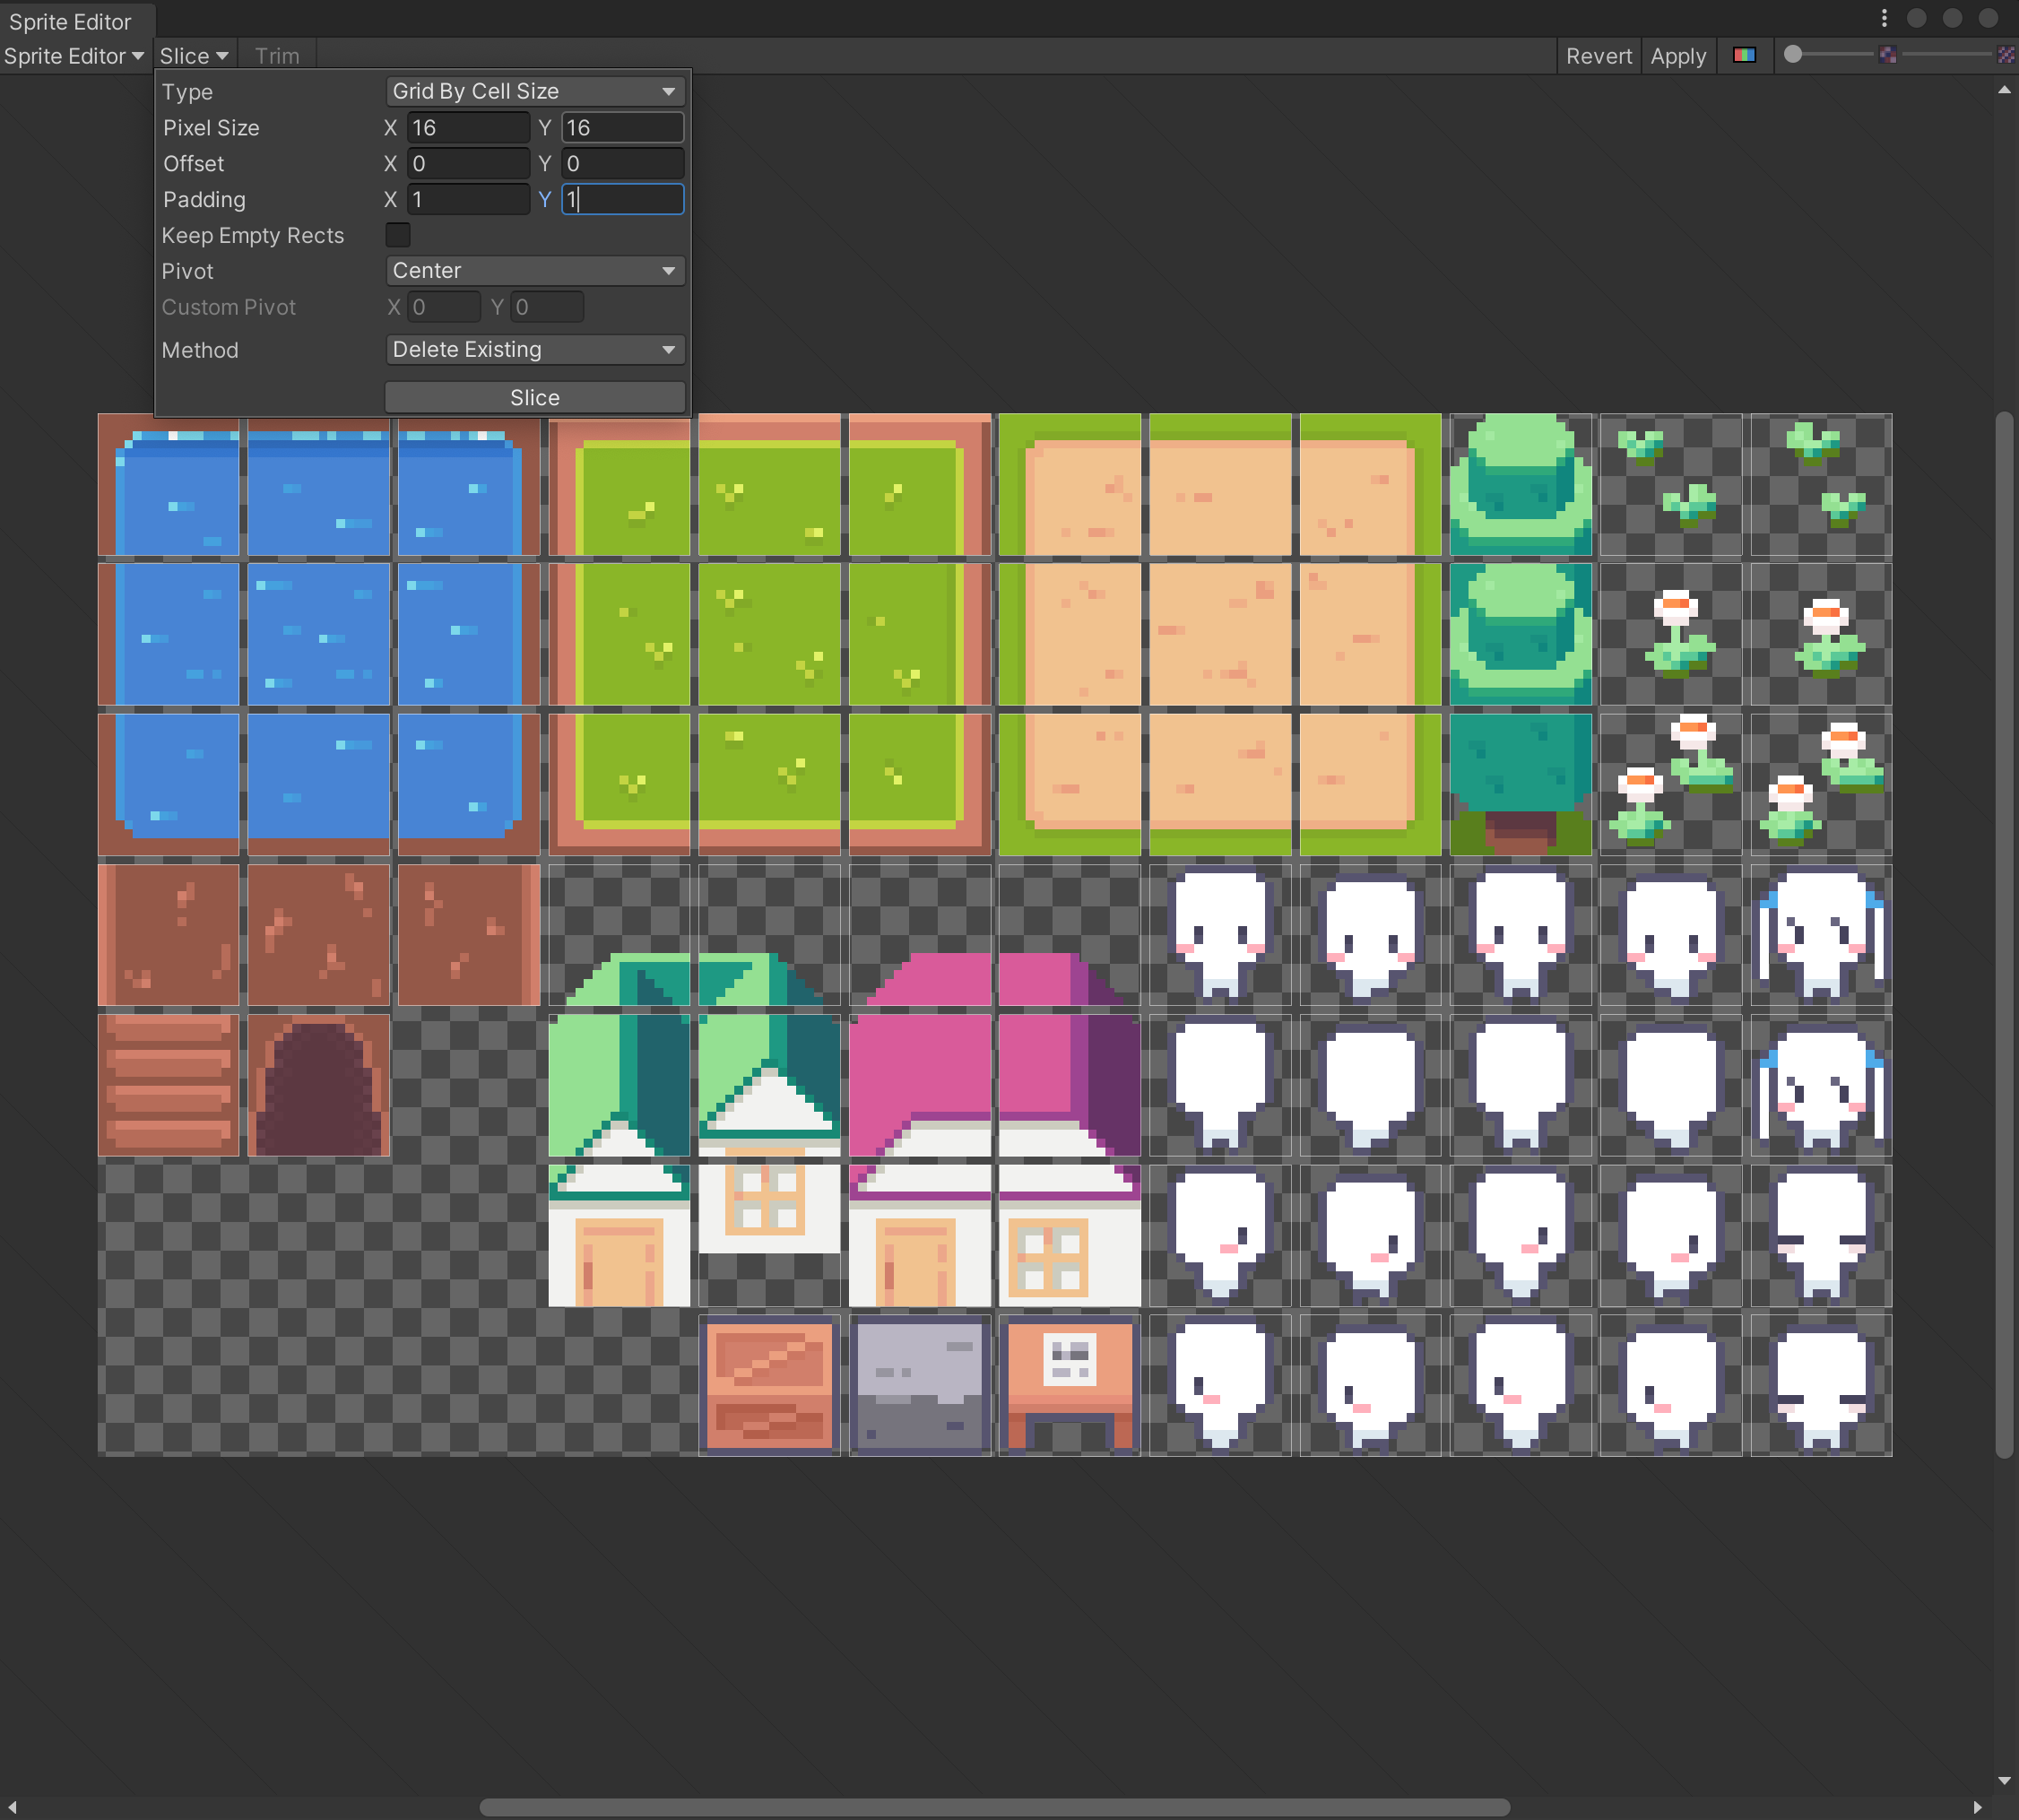 Sprite Editor
Sprite Editor Slice Trim Revert Apply
Type Grid By Cell Size
Pixel Size X 16 Y 16
Offset X 0 Y 0
Padding X 1 Y 1
Keep Empty Rects
Pivot Center
Custom Pivot X 0 Y 0
Method Delete Existing
Slice